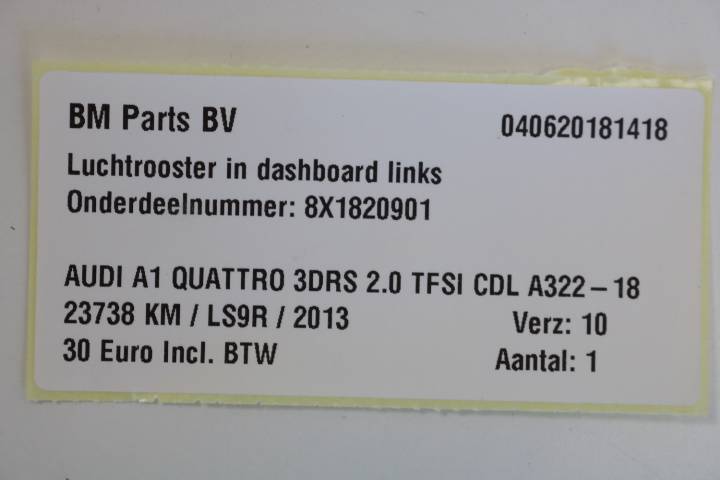 BM Parts BV 040620181418
Luchtrooster in dashboard links
Onderdeelnummer: 8X1820901
AUDI A1 QUATTRO 3DRS 2.0 TFSI CDL A322-18
23738 KM / LS9R / 2013 Verz: 10
30 Euro Incl. BTW Aantal: 1